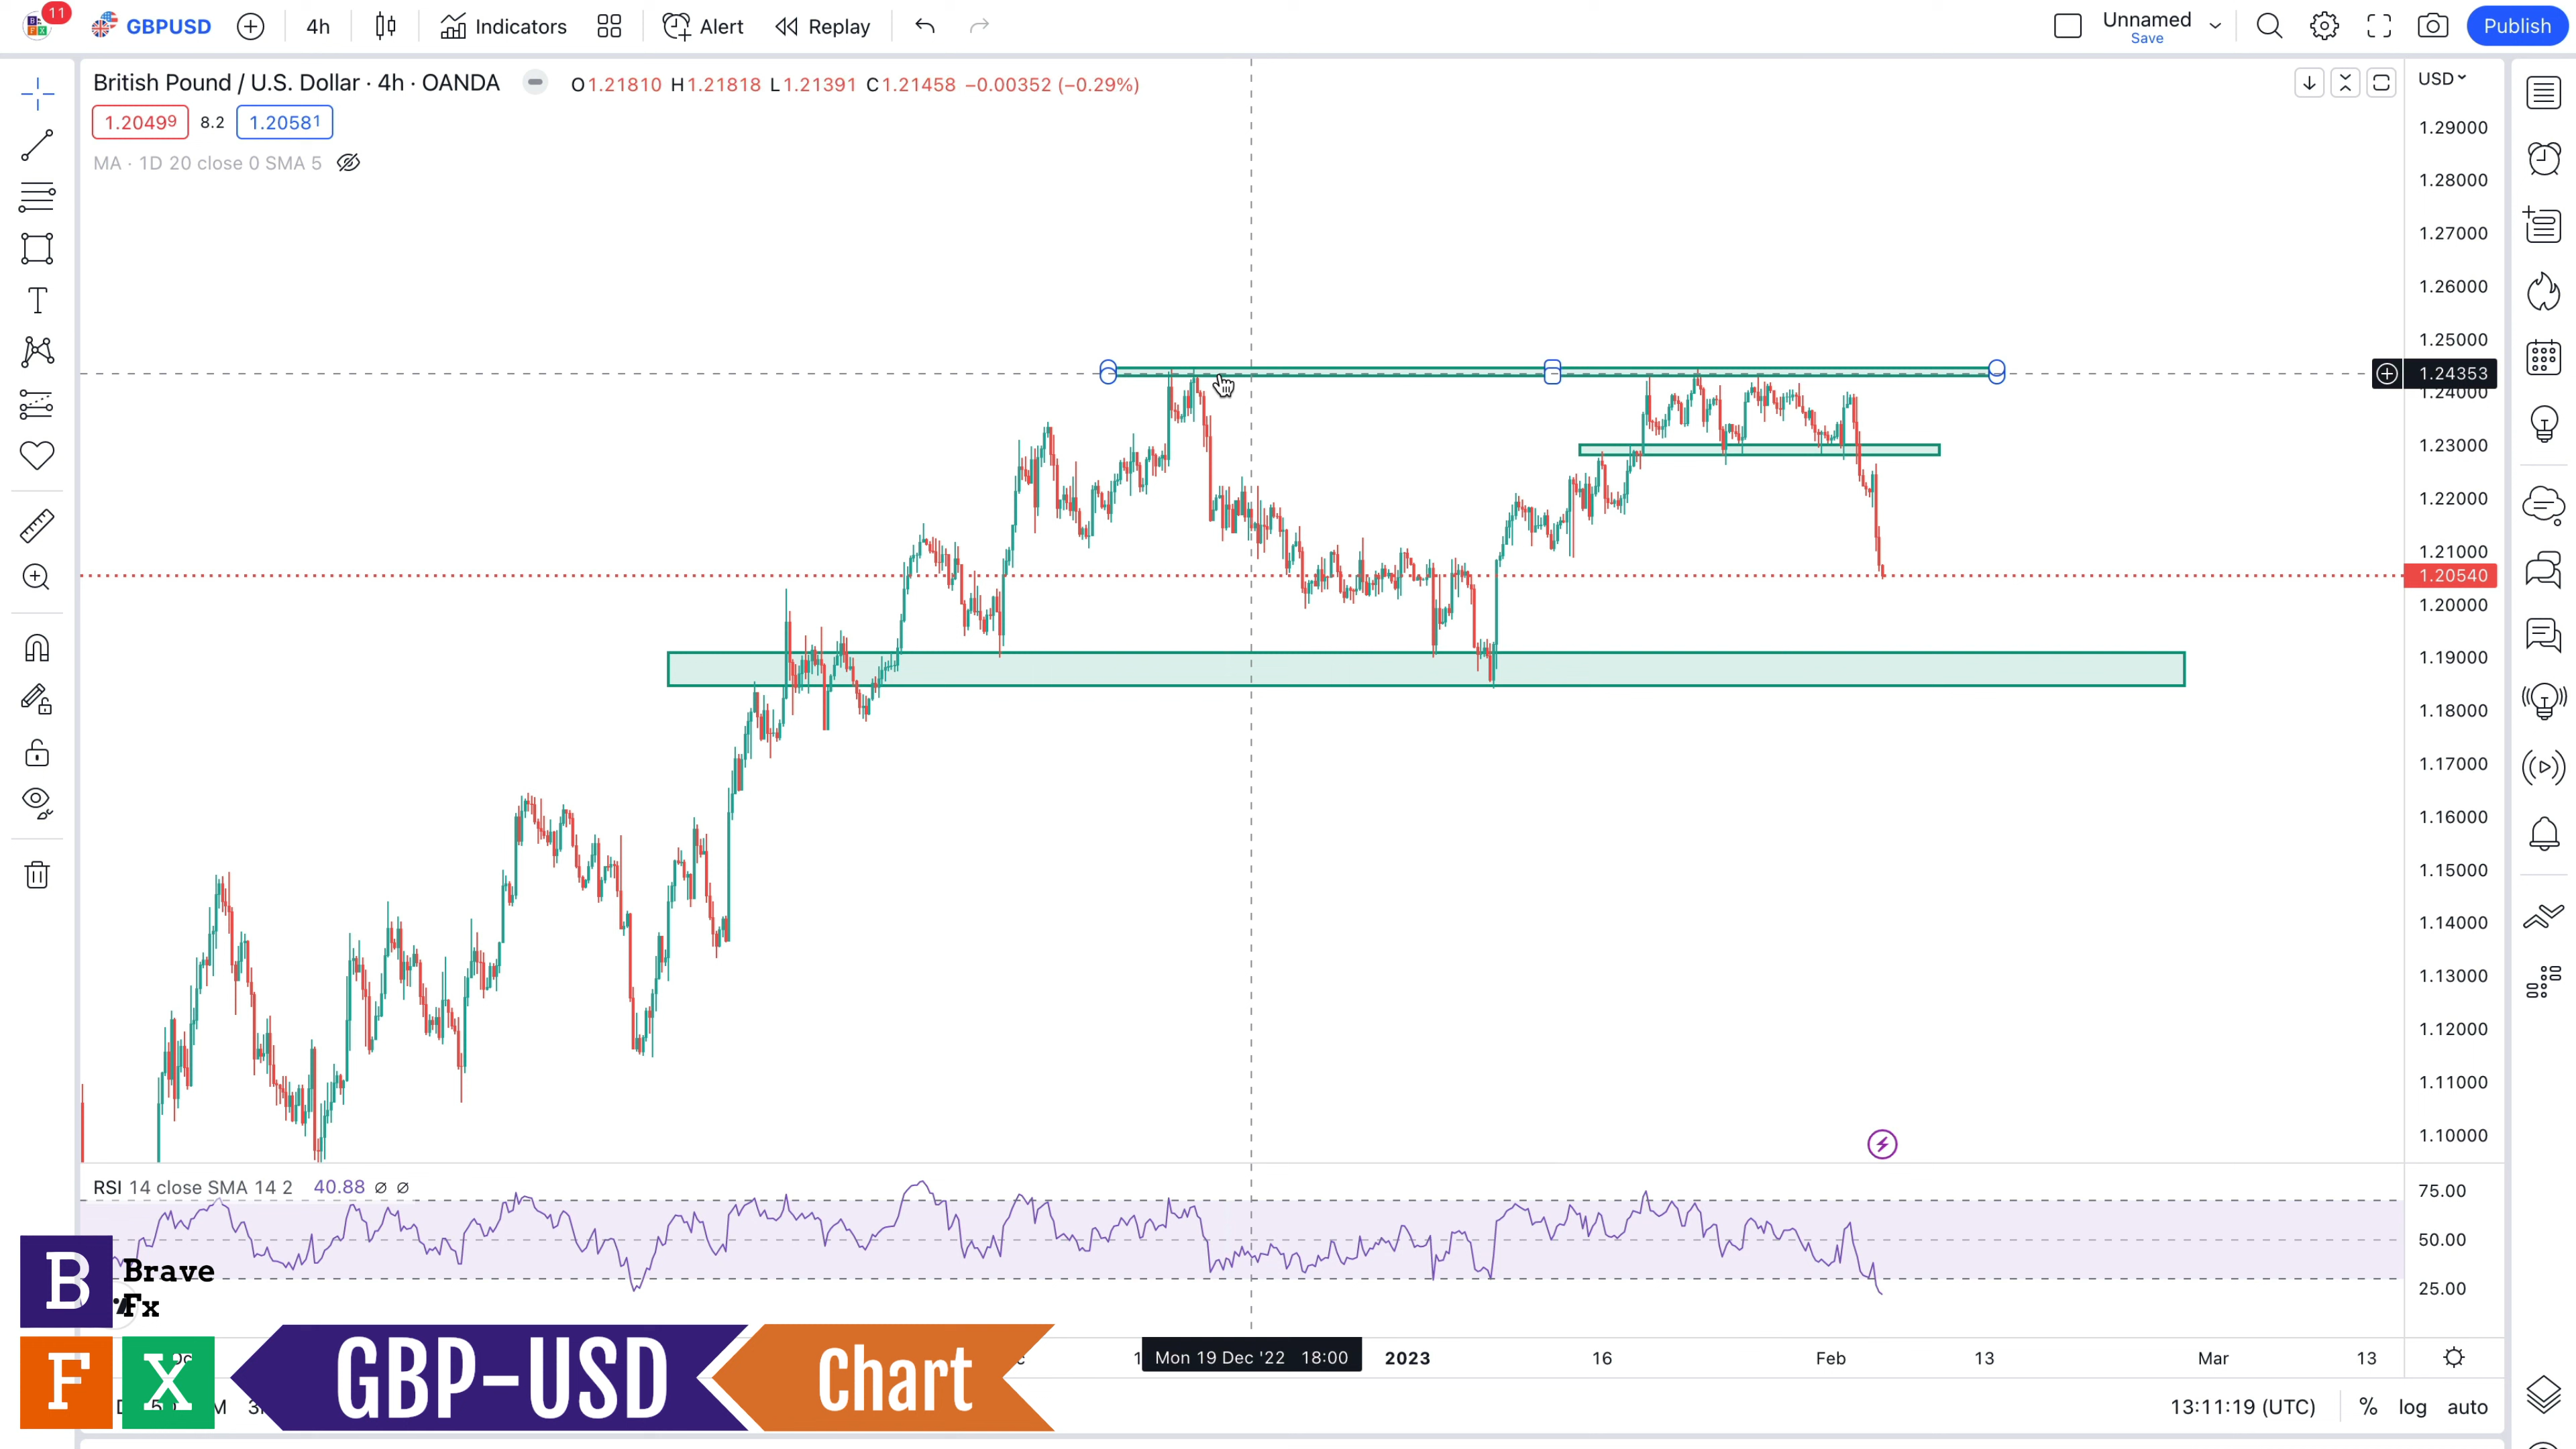 11
GBPUSD 4h Indicators Alert Replay Unnamed Publish
Save
British Pound / U.S. Dollar · 4h · OANDA O1.21810 H1.21818 L1.21391 C1.21458 −0.00352 (−0.29%) USD
1.20499 8.2 1.20581
MA · 1D 20 close 0 SMA 5
1.29000
1.28000
1.27000
1.26000
1.25000
1.24353
1.24000
1.23000
1.22000
1.21000
1.20540
1.20000
1.19000
1.18000
1.17000
1.16000
1.15000
1.14000
1.13000
1.12000
1.11000
1.10000
RSI 14 close SMA 14 2 40.88 ∅ ∅
75.00
50.00
25.00
B Brave
Fx
F X
GBP-USD Chart
Mon 19 Dec '22 18:00 2023 16 Feb 13 Mar 13
13:11:19 (UTC) % log auto